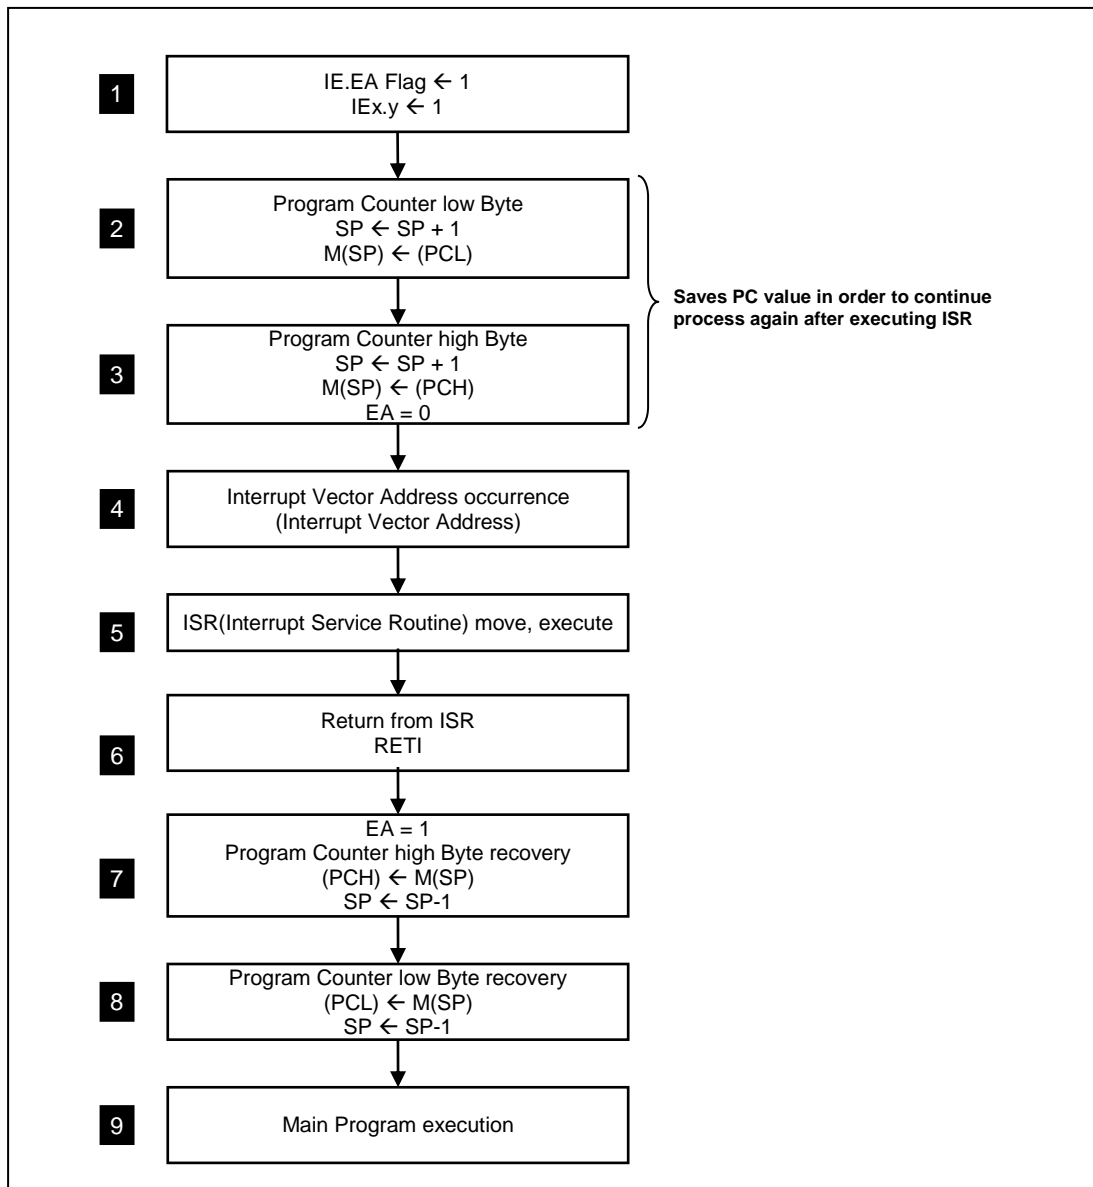 1
IE.EA Flag ← 1
IEx.y ← 1
2
Program Counter low Byte
SP ← SP + 1
M(SP) ← (PCL)
3
Program Counter high Byte
SP ← SP + 1
M(SP) ← (PCH)
EA = 0
Saves PC value in order to continue
process again after executing ISR
4
Interrupt Vector Address occurrence
(Interrupt Vector Address)
5
ISR(Interrupt Service Routine) move, execute
6
Return from ISR
RETI
7
EA = 1
Program Counter high Byte recovery
(PCH) ← M(SP)
SP ← SP-1
8
Program Counter low Byte recovery
(PCL) ← M(SP)
SP ← SP-1
9
Main Program execution